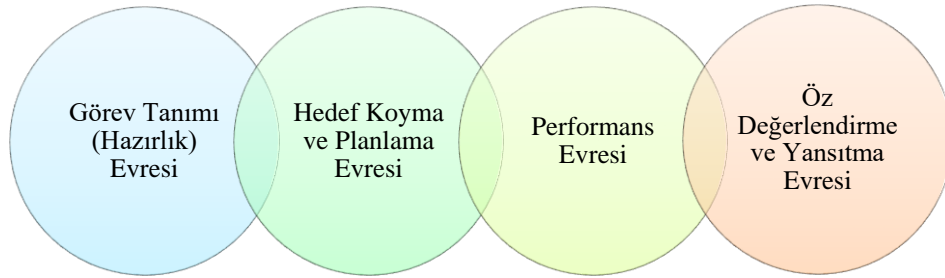 Görev Tanımı
(Hazırlık)
Evresi
Hedef Koyma
ve Planlama
Evresi
Performans
Evresi
Öz
Değerlendirme
ve Yansıtma
Evresi